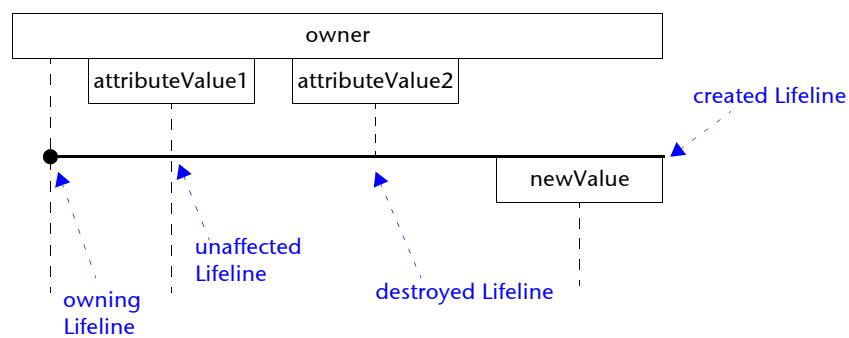 owner
attributeValue1
attributeValue2
created Lifeline
newValue
unaffected
Lifeline
destroyed Lifeline
owning
Lifeline